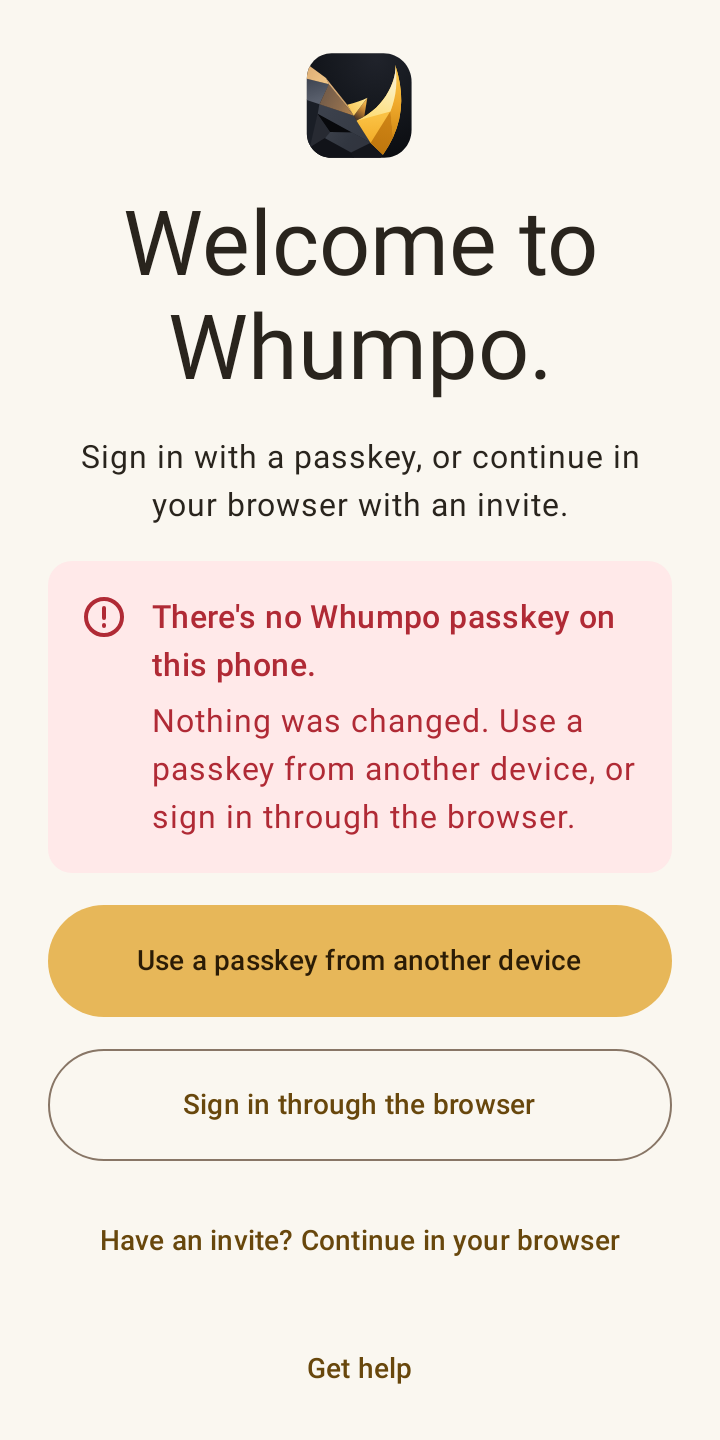 Welcome to
Whumpo.
Sign in with a passkey, or continue in
your browser with an invite.
There's no Whumpo passkey on
this phone.
Nothing was changed. Use a
passkey from another device, or
sign in through the browser.
Use a passkey from another device
Sign in through the browser
Have an invite? Continue in your browser
Get help